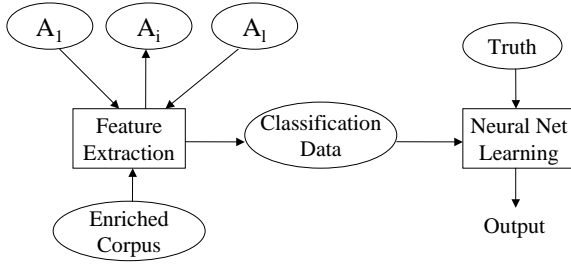 A1
Ai
Al
Truth
Feature
Extraction
Classification
Data
Neural Net
Learning
Enriched
Corpus
Output